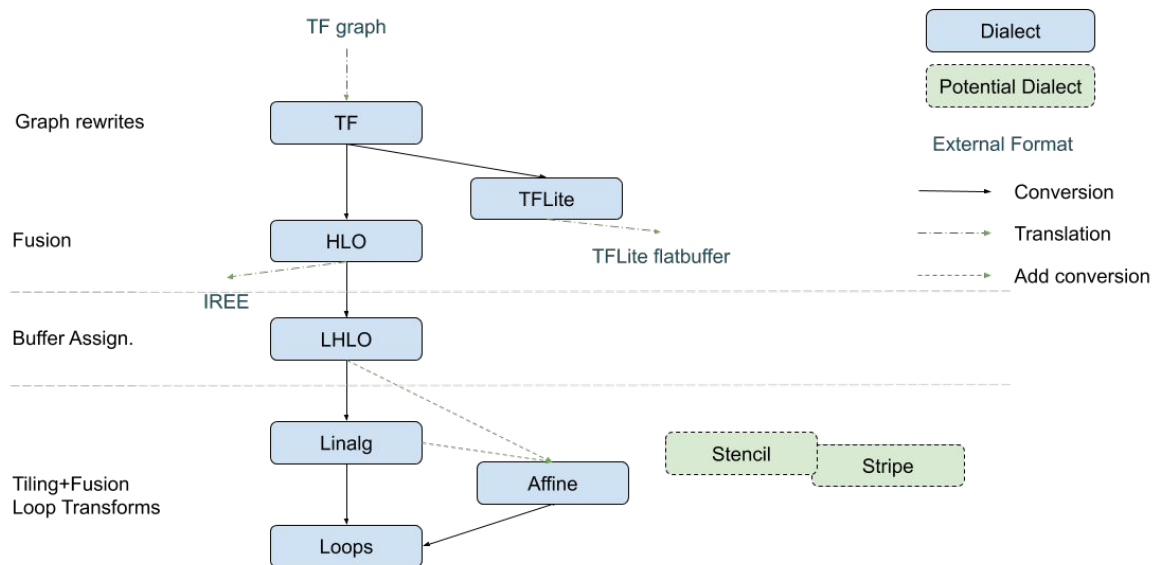 TF graph
Dialect
Potential Dialect
Graph rewrites
TF
External Format
TFLite
Conversion
Fusion
HLO
TFLite flatbuffer
Translation
IREE
Add conversion
Buffer Assign.
LHLO
Linalg
Stencil
Stripe
Tiling+Fusion
Loop Transforms
Affine
Loops